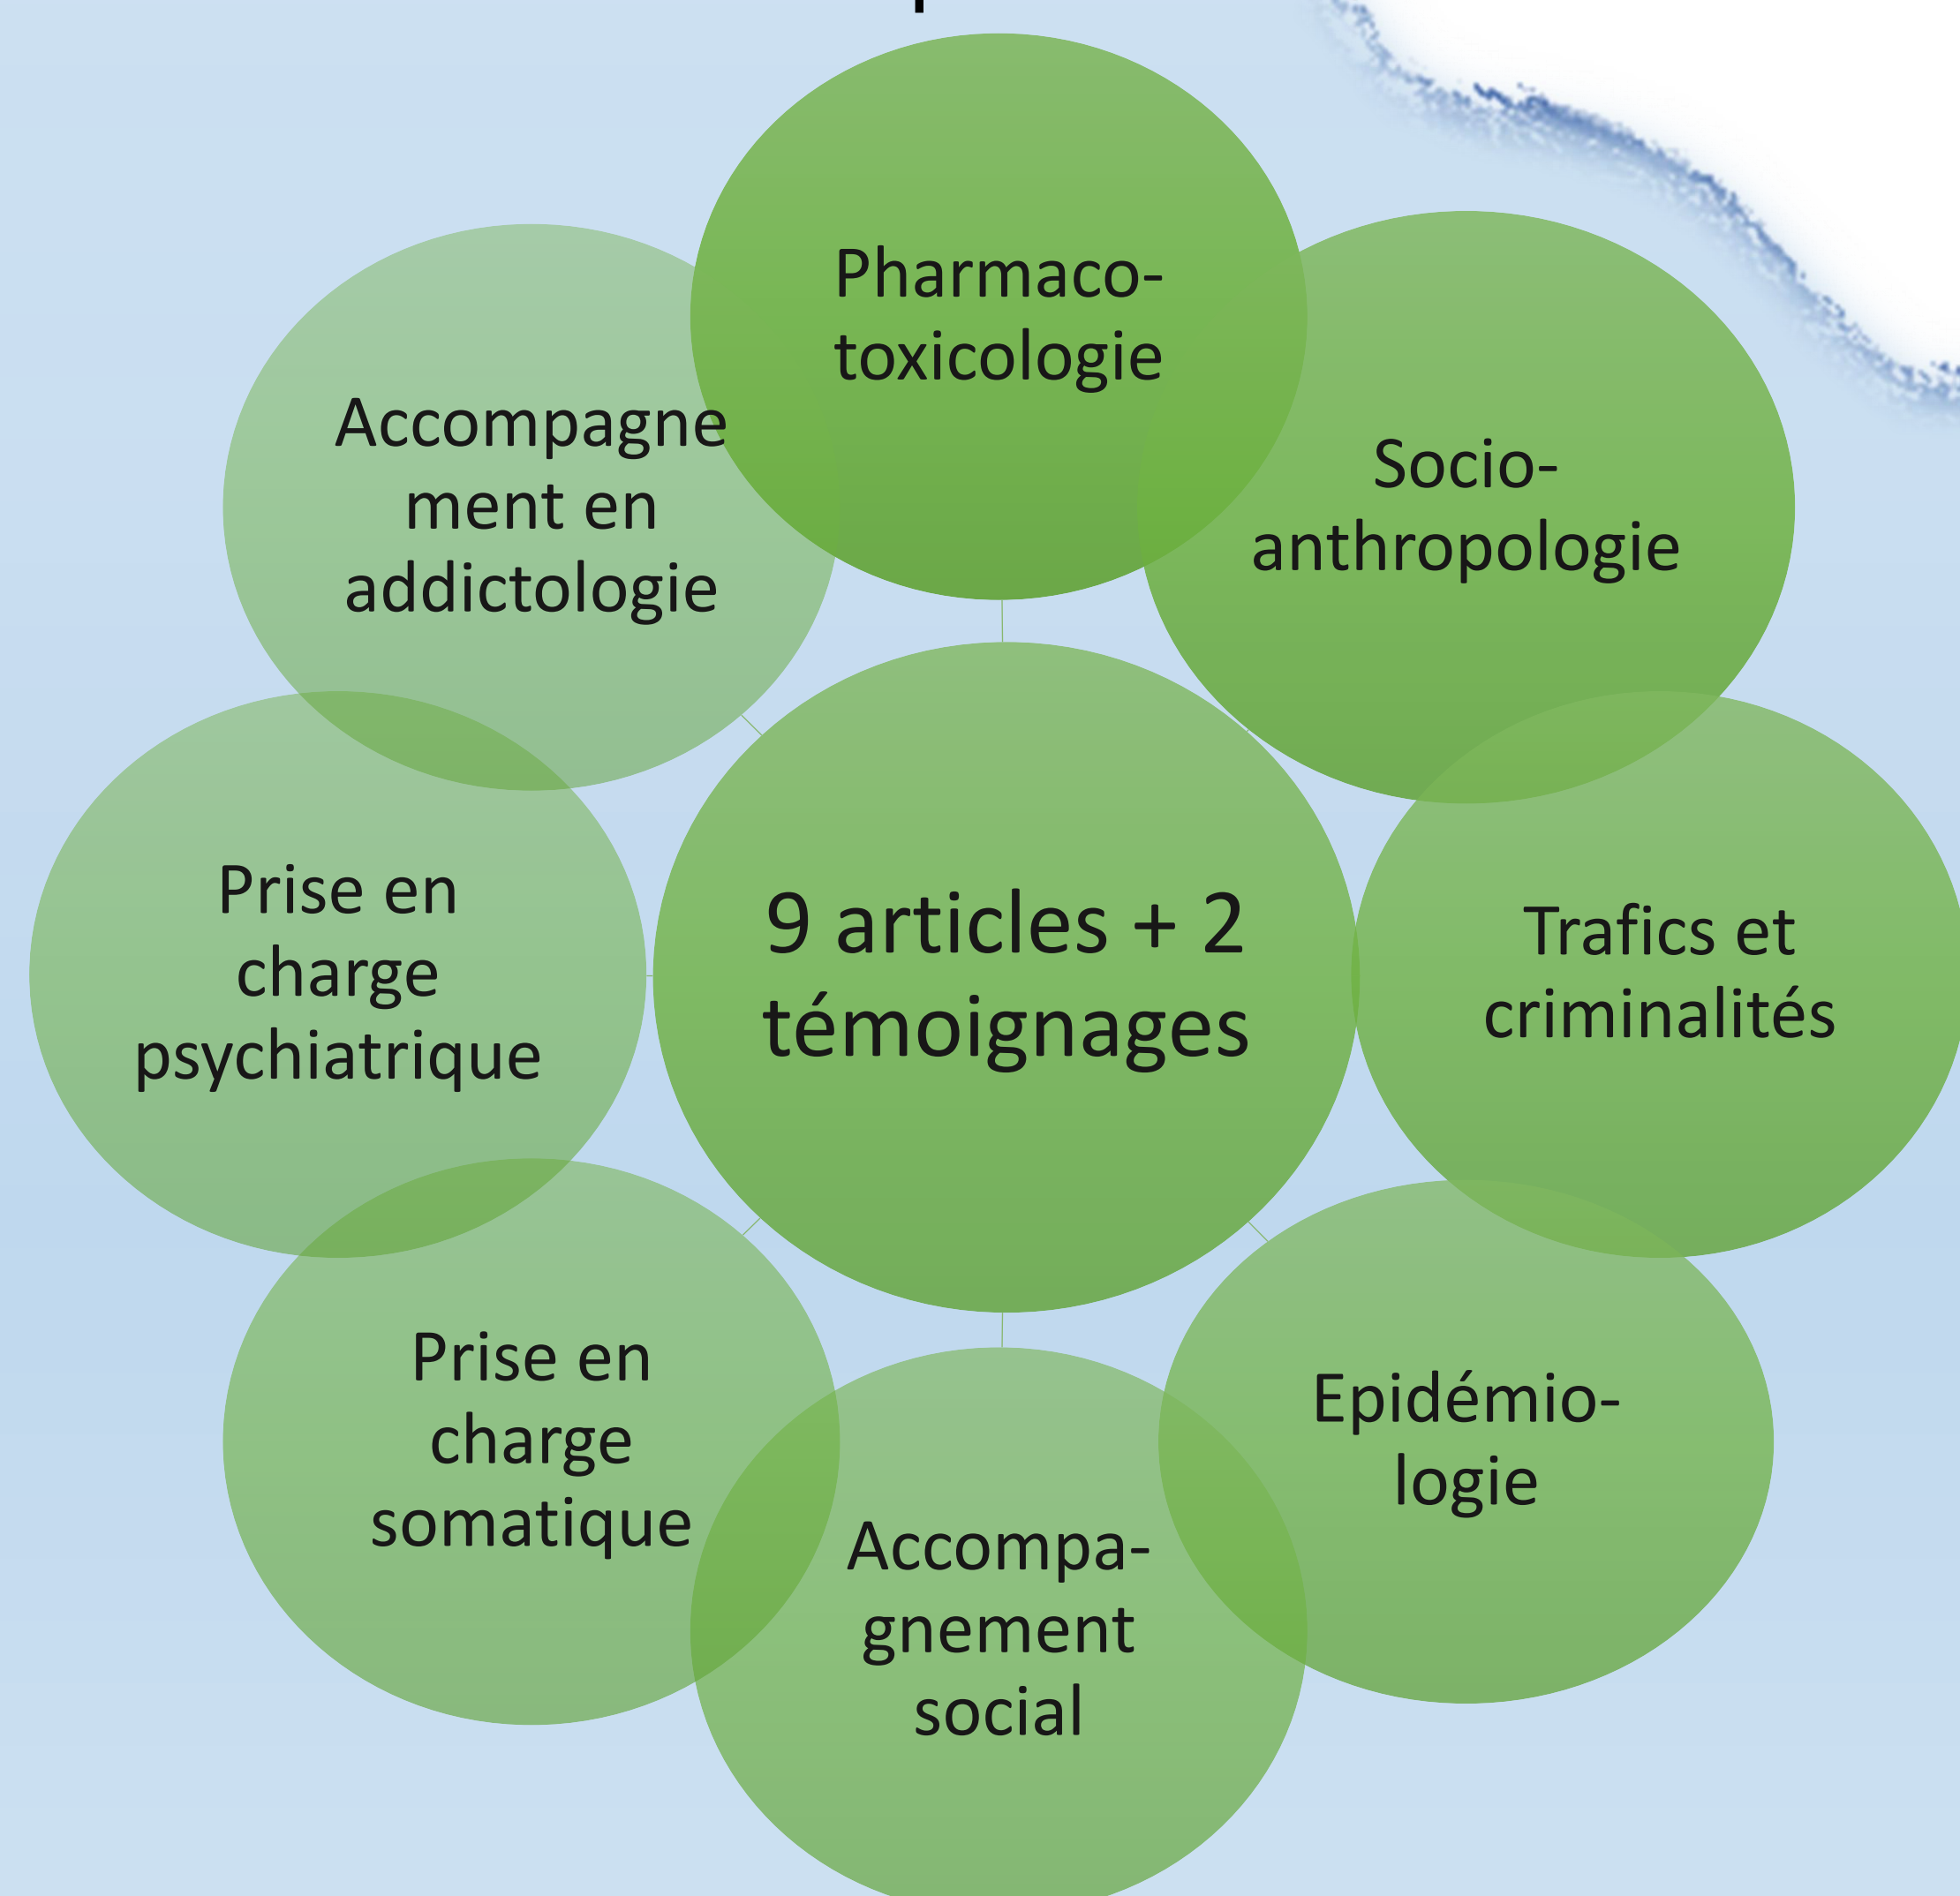 Pharmaco-
toxicologie
Socio-
anthropologie
Trafics et
criminalités
Epidémio-
logie
Accompa-
gnement
social
Prise en
charge
somatique
Prise en
charge
psychiatrique
Accompagne
ment en
addictologie
9 articles + 2
témoignages